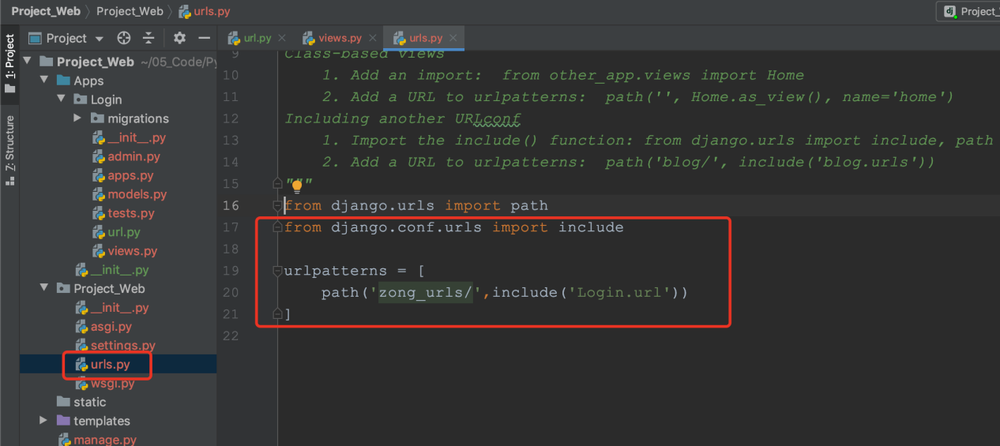 Project_Web 〉 Project_Web 〉 urls.py
Project_
Project
url.py
views.py
urls.py
1: Project
Z: Structure
Project_Web ~/05_Code/Py
Apps
Login
migrations
__init__.py
admin.py
apps.py
models.py
tests.py
url.py
views.py
__init__.py
Project_Web
__init__.py
asgi.py
settings.py
urls.py
wsgi.py
static
templates
manage.py
9 Class-based views
10 1. Add an import:  from other_app.views import Home
11 2. Add a URL to urlpatterns:  path('', Home.as_view(), name='home')
12 Including another URLconf
13 1. Import the include() function: from django.urls import include, path
14 2. Add a URL to urlpatterns:  path('blog/', include('blog.urls'))
15 """
16 from django.urls import path
17 from django.conf.urls import include
18
19 urlpatterns = [
20 path('zong_urls/',include('Login.url'))
21 ]
22